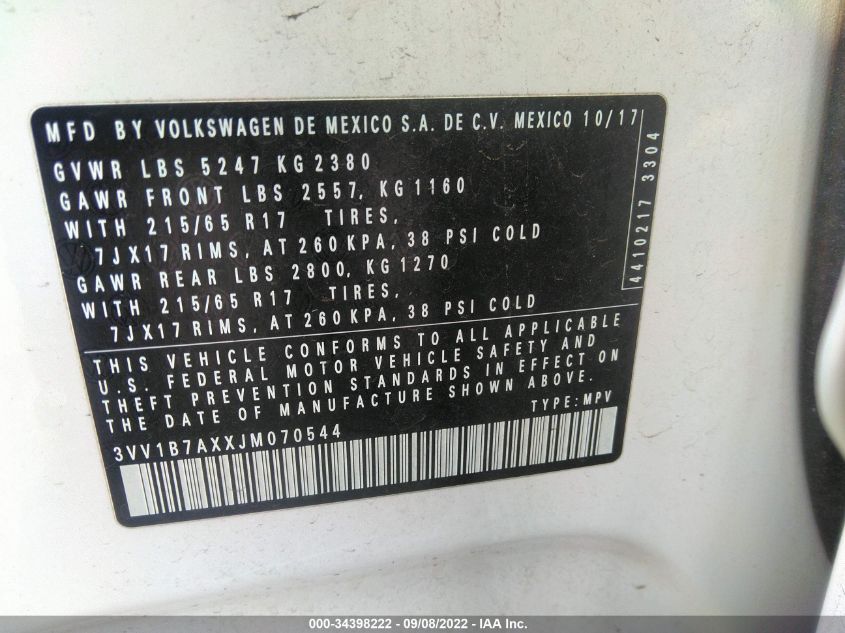 MFD BY VOLKSWAGEN DE MEXICO S.A. DE C.V. MEXICO 10/17
GVWR LBS 5247 KG 2380
GAWR FRONT LBS 2557, KG 1160
WITH 215/65 R17 TIRES,
7JX17 RIMS, AT 260 KPA, 38 PSI COLD
GAWR REAR LBS 2800, KG 1270
WITH 215/65 R17 TIRES,
7JX17 RIMS, AT 260 KPA, 38 PSI COLD
4410217 3304
THIS VEHICLE CONFORMS TO ALL APPLICABLE
U.S. FEDERAL MOTOR VEHICLE SAFETY AND
THEFT PREVENTION STANDARDS IN EFFECT ON
THE DATE OF MANUFACTURE SHOWN ABOVE.
TYPE: MPV
3VV1B7AXXJM070544
000-34398222 - 09/08/2022 - IAA Inc.